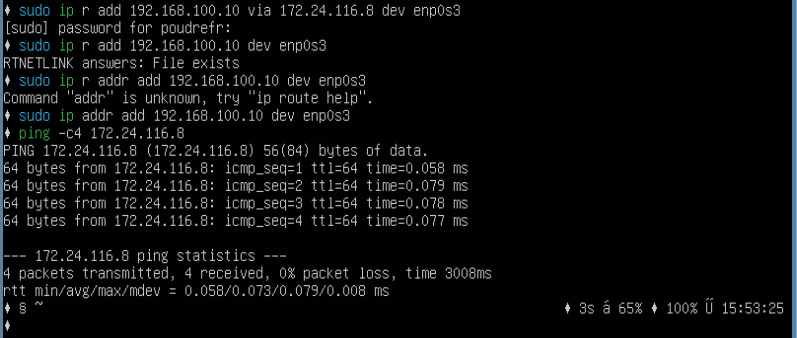 ♦ sudo ip r add 192.168.100.10 via 172.24.116.8 dev enp0s3
[sudo] password for poudrefr:
♦ sudo ip r add 192.168.100.10 dev enp0s3
RTNETLINK answers: File exists
♦ sudo ip r addr add 192.168.100.10 dev enp0s3
Command "addr" is unknown, try "ip route help".
♦ sudo ip addr add 192.168.100.10 dev enp0s3
♦ ping -c4 172.24.116.8
PING 172.24.116.8 (172.24.116.8) 56(84) bytes of data.
64 bytes from 172.24.116.8: icmp_seq=1 ttl=64 time=0.058 ms
64 bytes from 172.24.116.8: icmp_seq=2 ttl=64 time=0.079 ms
64 bytes from 172.24.116.8: icmp_seq=3 ttl=64 time=0.078 ms
64 bytes from 172.24.116.8: icmp_seq=4 ttl=64 time=0.077 ms
--- 172.24.116.8 ping statistics ---
4 packets transmitted, 4 received, 0% packet loss, time 3008ms
rtt min/avg/max/mdev = 0.058/0.073/0.079/0.008 ms
♦ § ~ ♦ 3s á 65% ♦ 100% Ű 15:53:25
♦